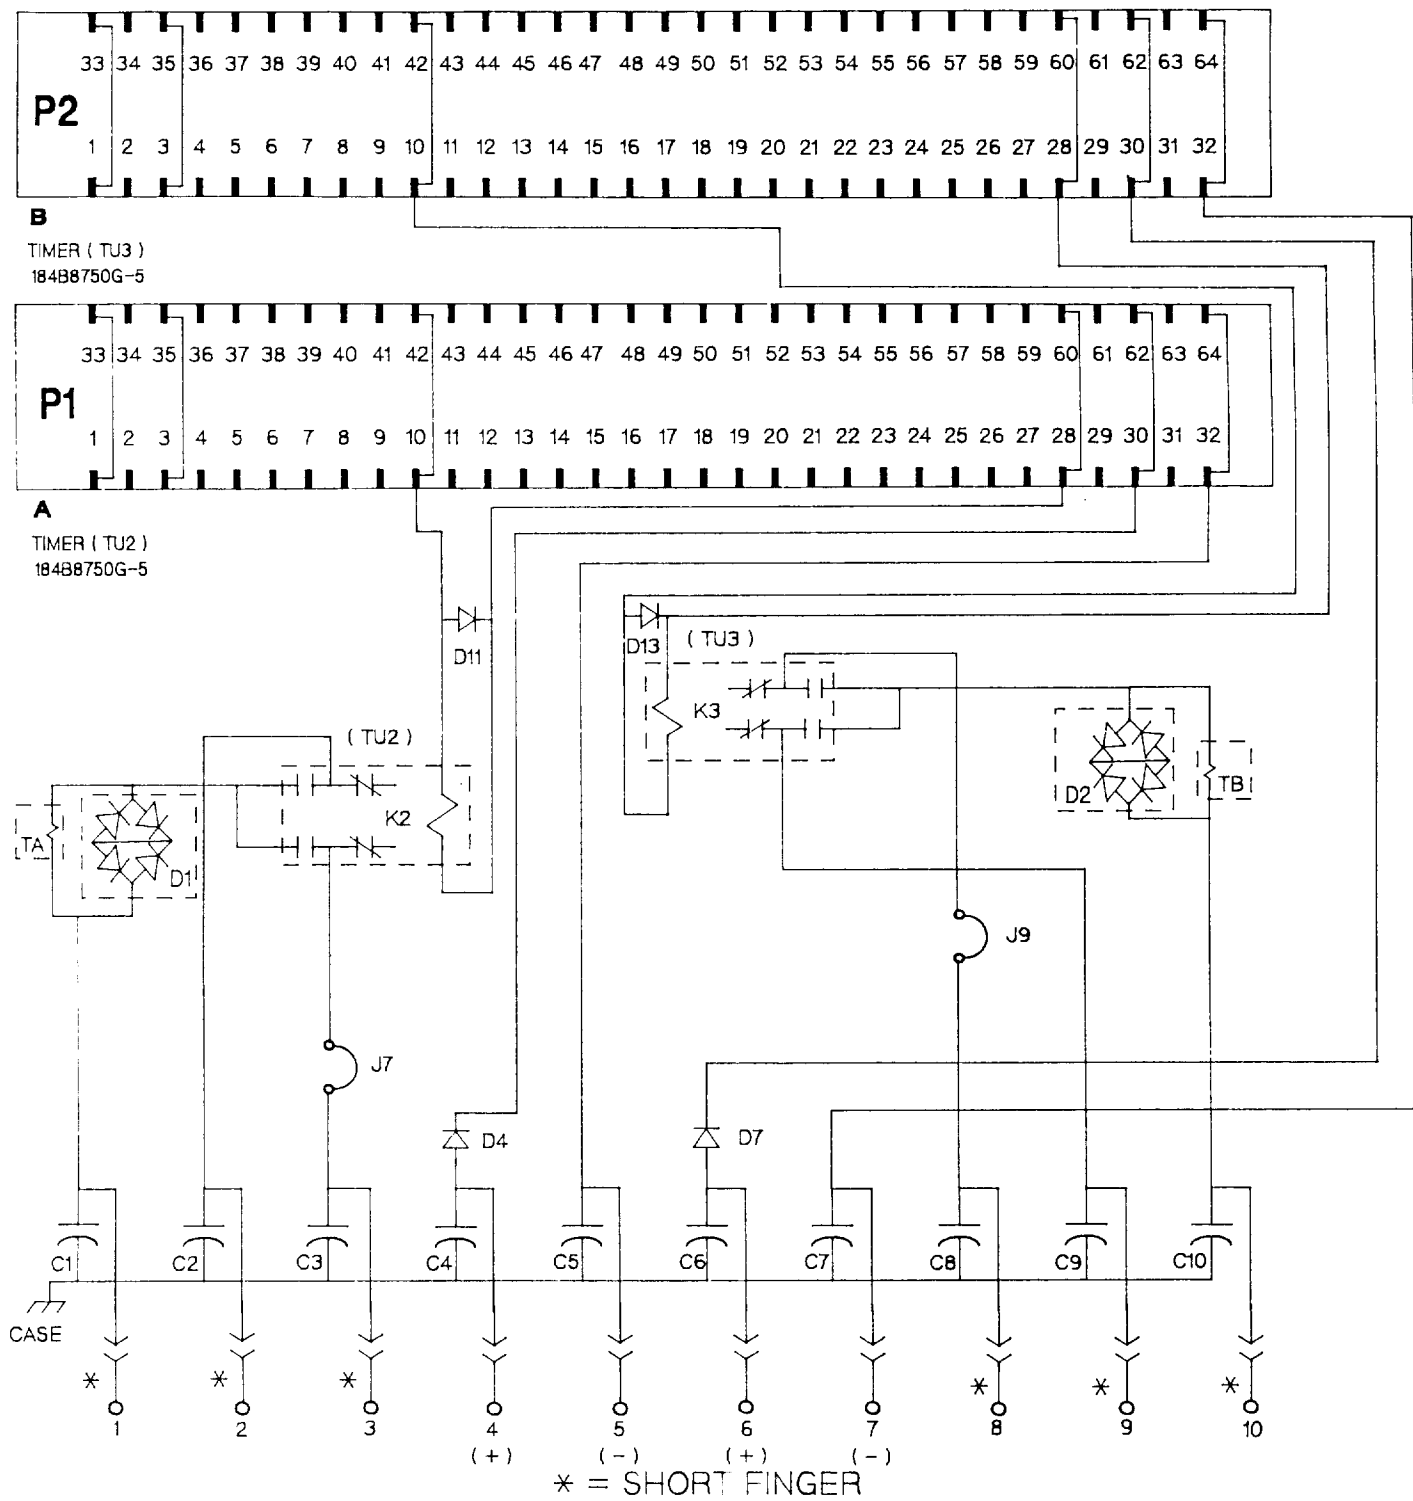 33 34 35 36 37 38 39 40 41 42 43 44 45 46 47 48 49 50 51 52 53 54 55 56 57 58 59 60 61 62 63 64
P2
1 2 3 4 5 6 7 8 9 10 11 12 13 14 15 16 17 18 19 20 21 22 23 24 25 26 27 28 29 30 31 32
B
TIMER ( TU3 )
184B8750G-5
33 34 35 36 37 38 39 40 41 42 43 44 45 46 47 48 49 50 51 52 53 54 55 56 57 58 59 60 61 62 63 64
P1
1 2 3 4 5 6 7 8 9 10 11 12 13 14 15 16 17 18 19 20 21 22 23 24 25 26 27 28 29 30 31 32
A
TIMER ( TU2 )
184B8750G-5
D11
D13
( TU3 )
K3
( TU2 )
K2
TA
D1
D2
TB
J9
J7
D4
D7
C1 C2 C3 C4 C5 C6 C7 C8 C9 C10
CASE
* * * * * *
1 2 3 4 5 6 7 8 9 10
(+) (-) (+) (-)
* = SHORT FINGER